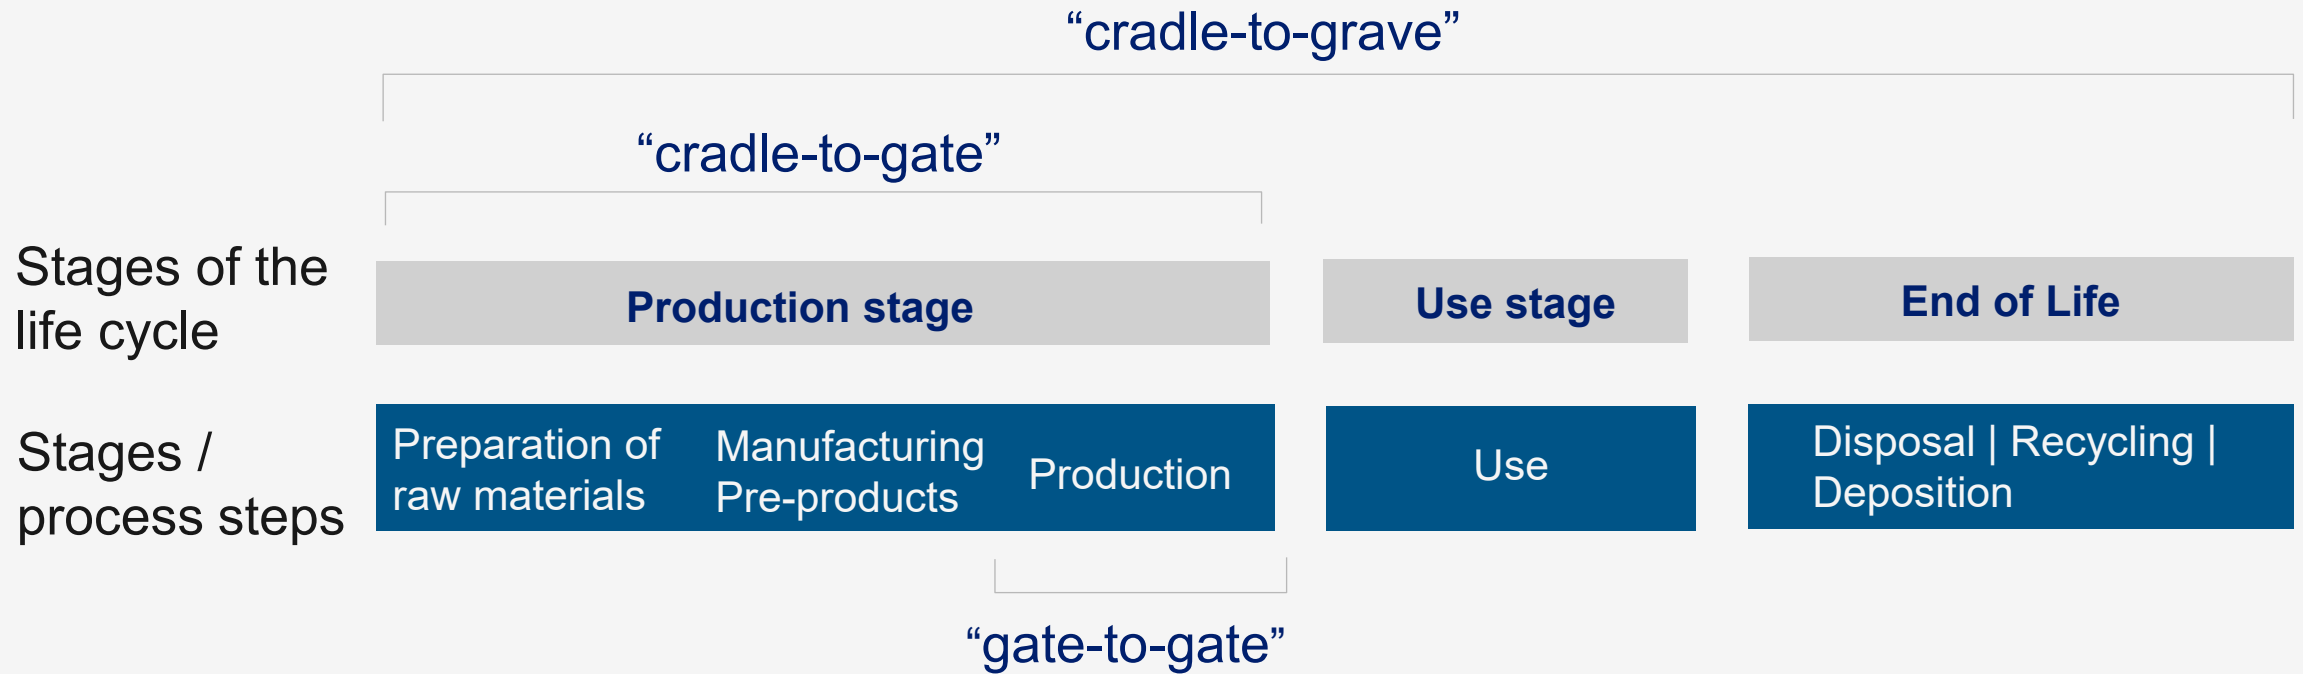 “cradle-to-grave”
“cradle-to-gate”
Stages of the
life cycle
Production stage
Use stage
End of Life
Stages /
process steps
Preparation of
raw materials
Manufacturing
Pre-products
Production
Use
Disposal | Recycling |
Deposition
“gate-to-gate”